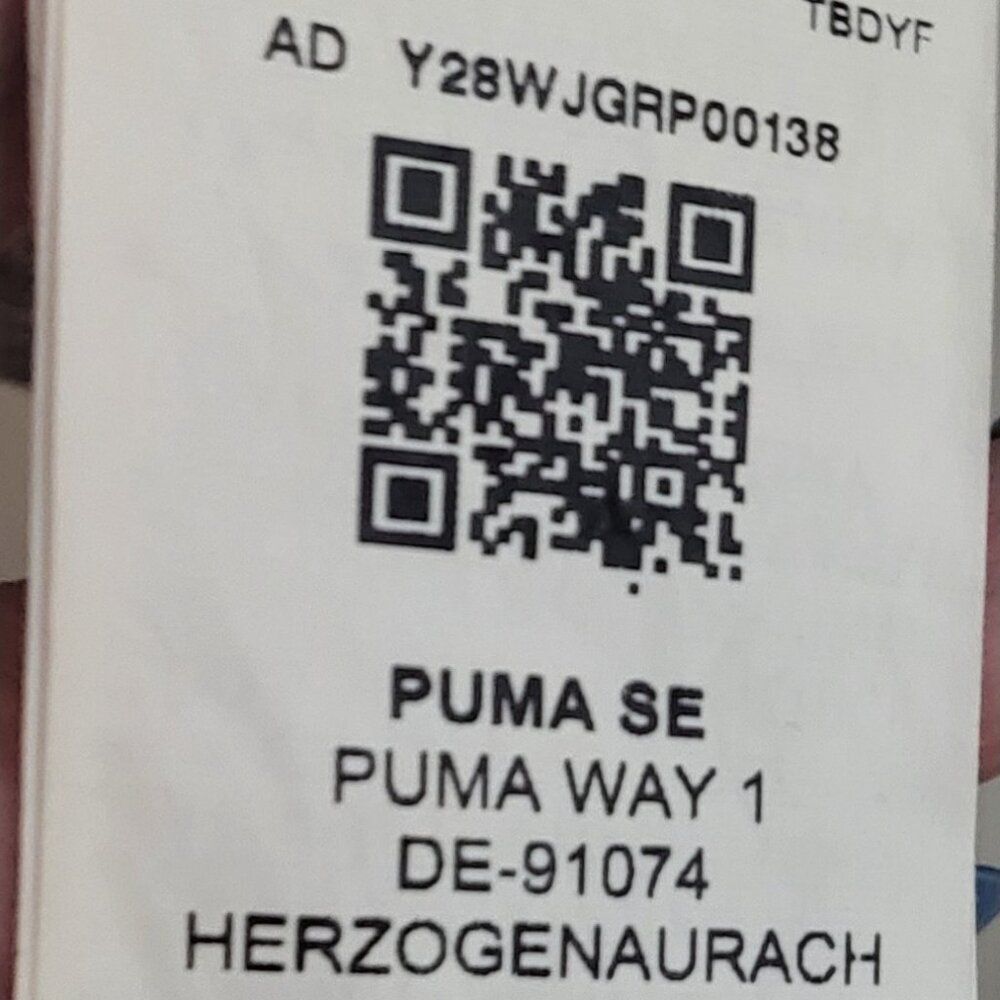 TBDYF
AD Y28WJGRP00138
PUMA SE
PUMA WAY 1
DE-91074
HERZOGENAURACH